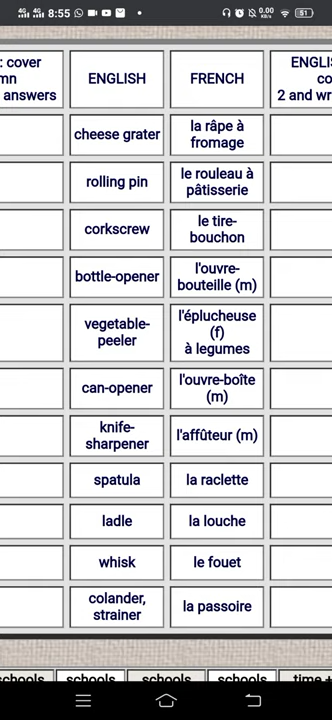 8:55
0.00
KB/s
51
: cover
mn
answers
ENGLISH
FRENCH
ENGLIS
co
2 and wr
cheese grater
la râpe à
fromage
rolling pin
le rouleau à
pâtisserie
corkscrew
le tire-
bouchon
bottle-opener
l'ouvre-
bouteille (m)
vegetable-
peeler
l'éplucheuse
(f)
à legumes
can-opener
l'ouvre-boîte
(m)
knife-
sharpener
l'affûteur (m)
spatula
la raclette
ladle
la louche
whisk
le fouet
colander,
strainer
la passoire
schools
schools
schools
schools
time +